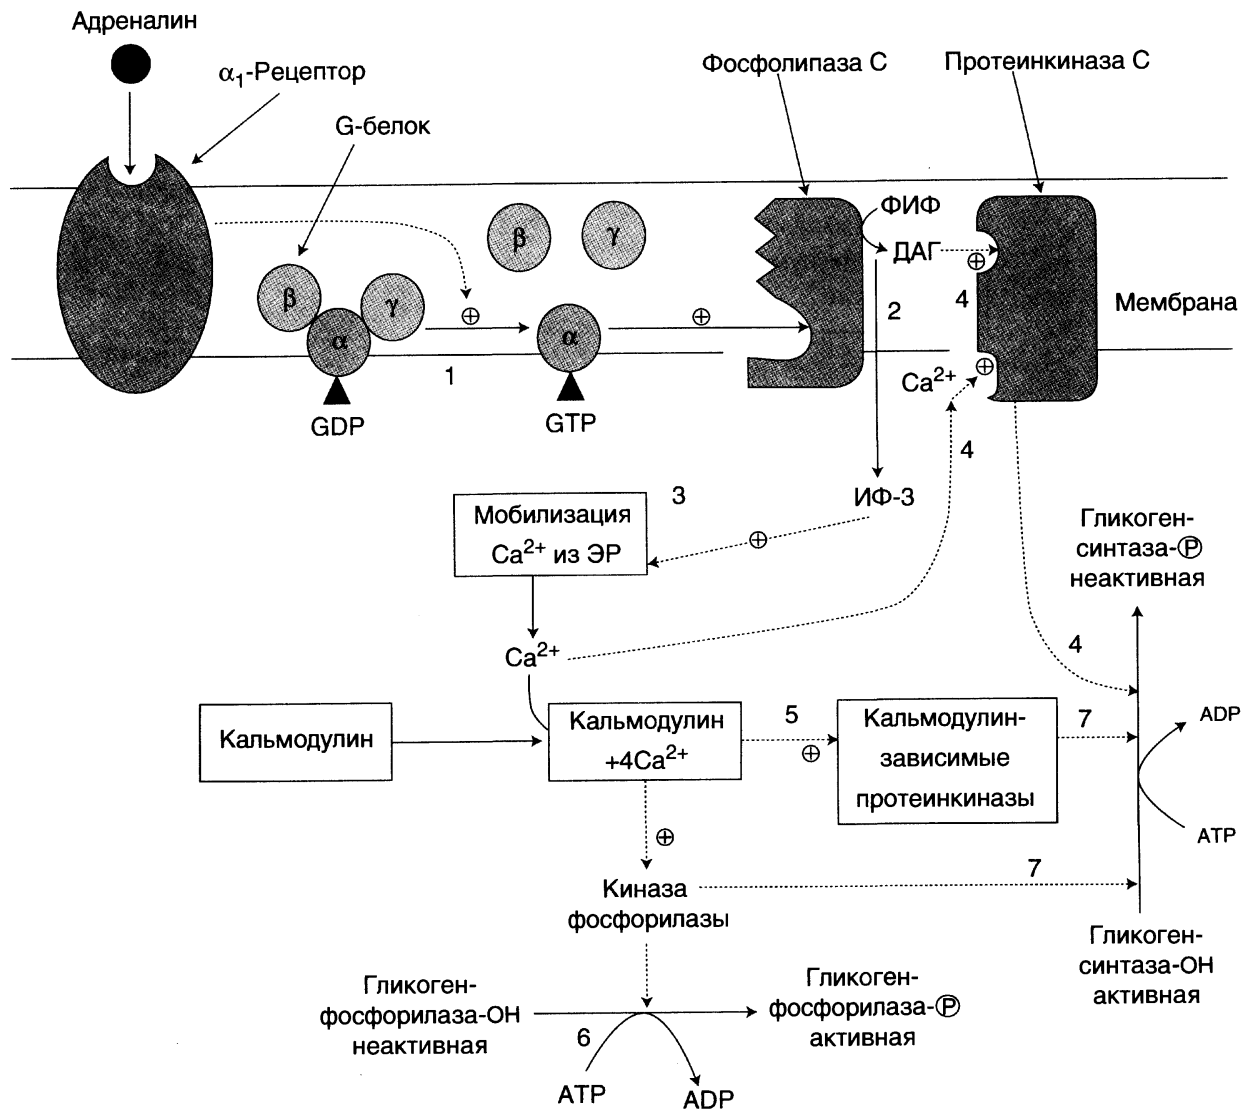 Адреналин
α₁-Рецептор
G-белок
Фосфолипаза С
Протеинкиназа С
β
γ
ФИФ
ДАГ
⊕
4
2
Мембрана
β
γ
α
⊕
α
⊕
1
GDP
GTP
Ca²⁺
⊕
4
ИФ-3
3
Мобилизация
Ca²⁺ из ЭР
⊕
Гликоген-
синтаза-Ⓟ
неактивная
Ca²⁺
4
Кальмодулин
Кальмодулин
+4Ca²⁺
5
⊕
Кальмодулин-
зависимые
протеинкиназы
7
ADP
ATP
⊕
Киназа
фосфорилазы
7
Гликоген-
синтаза-ОН
активная
Гликоген-
фосфорилаза-ОН
неактивная
6
Гликоген-
фосфорилаза-Ⓟ
активная
ATP
ADP